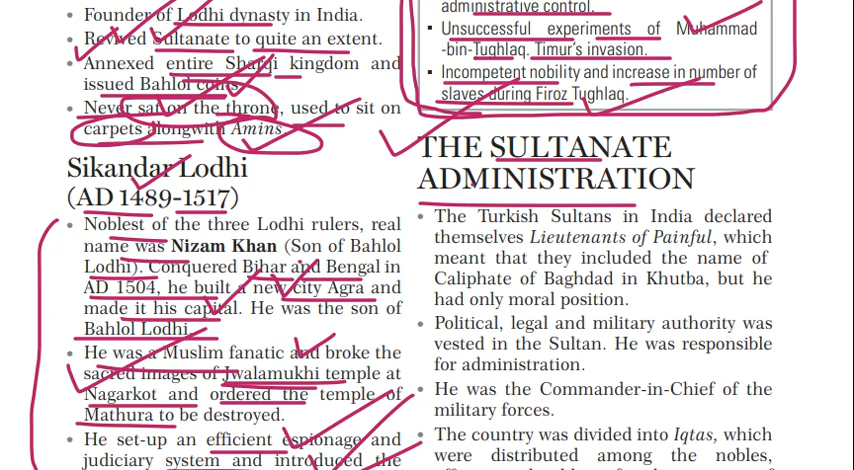 Founder of Lodhi dynasty in India.
Revived Sultanate to quite an extent.
Annexed entire Sharqi kingdom and
issued Bahlol coins.
Never sat on the throne, used to sit on
carpets alongwith Amins
Sikandar Lodhi
(AD 1489-1517)
Noblest of the three Lodhi rulers, real
name was Nizam Khan (Son of Bahlol
Lodhi). Conquered Bihar and Bengal in
AD 1504, he built a new city Agra and
made it his capital. He was the son of
Bahlol Lodhi.
He was a Muslim fanatic and broke the
sacred images of Jwalamukhi temple at
Nagarkot and ordered the temple of
Mathura to be destroyed.
He set-up an efficient espionage and
judiciary system and introduced the
administrative control.
Unsuccessful experiments of Muhammad
-bin-Tughlaq. Timur's invasion.
Incompetent nobility and increase in number of
slaves during Firoz Tughlaq.
THE SULTANATE
ADMINISTRATION
The Turkish Sultans in India declared
themselves Lieutenants of Painful, which
meant that they included the name of
Caliphate of Baghdad in Khutba, but he
had only moral position.
Political, legal and military authority was
vested in the Sultan. He was responsible
for administration.
He was the Commander-in-Chief of the
military forces.
The country was divided into Iqtas, which
were distributed among the nobles,